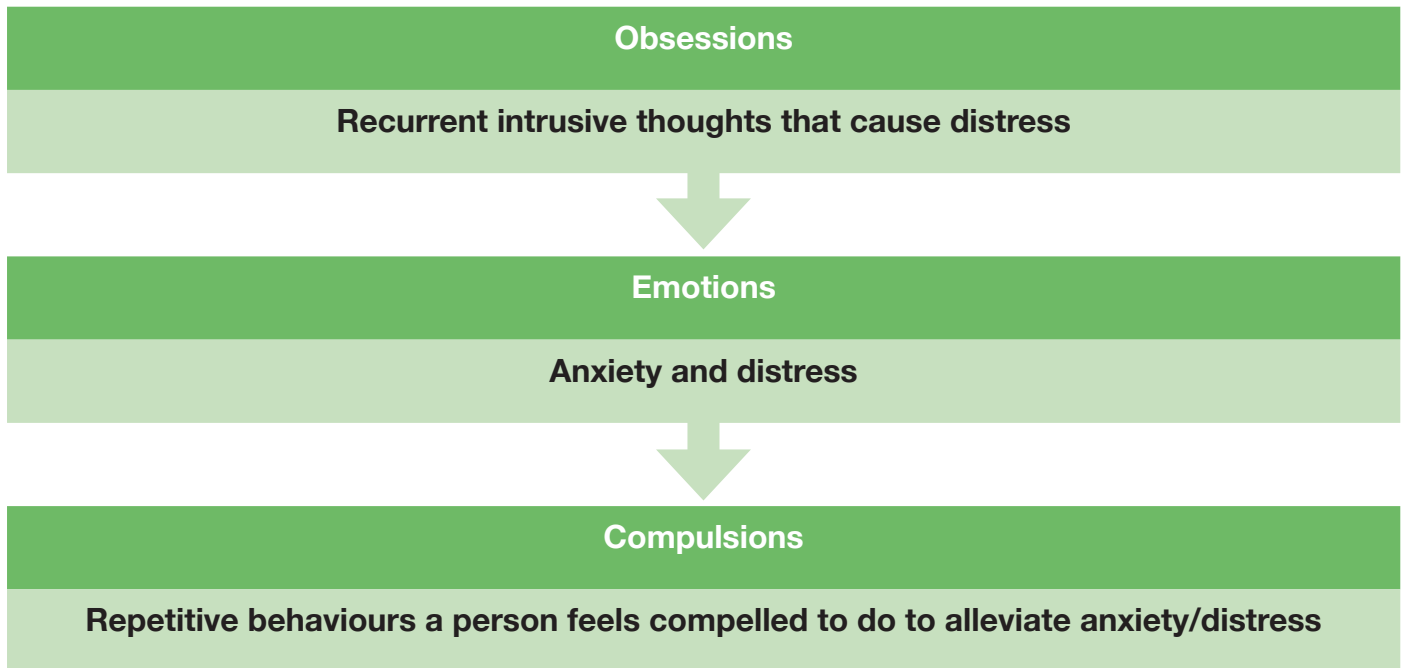 Obsessions
Recurrent intrusive thoughts that cause distress
Emotions
Anxiety and distress
Compulsions
Repetitive behaviours a person feels compelled to do to alleviate anxiety/distress